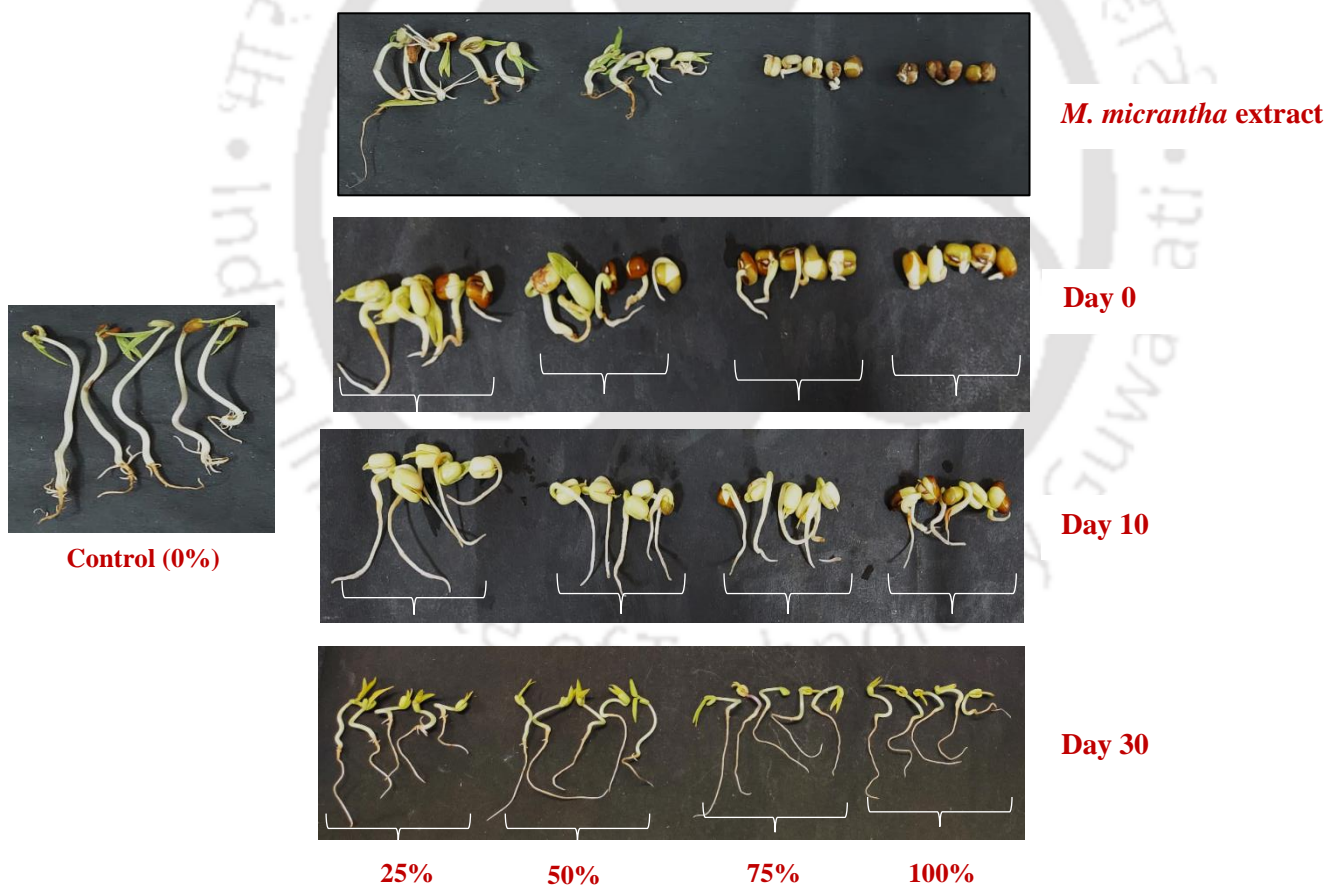 M. micrantha extract
Day 0
Control (0%)
Day 10
Day 30
25%
50%
75%
100%